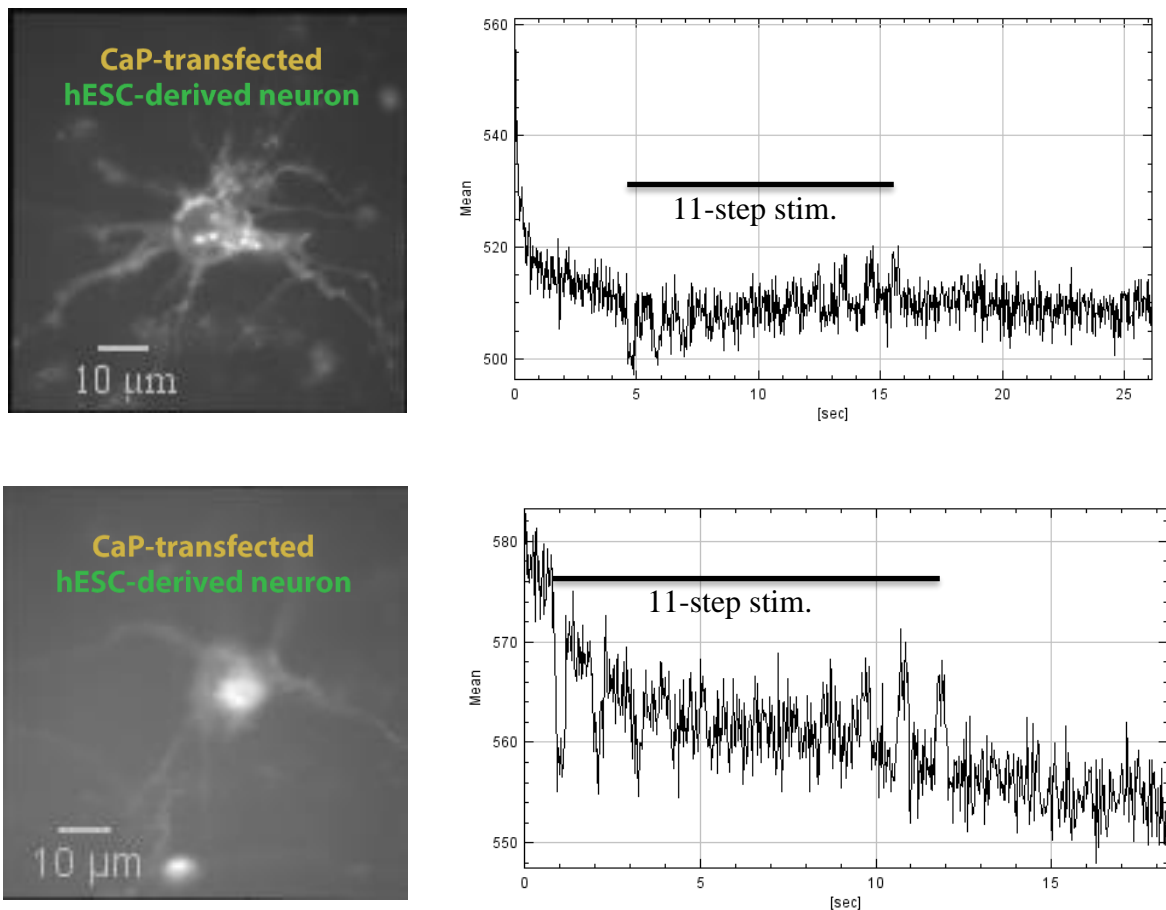 CaP-transfected
hESC-derived neuron
10 µm
560
540
520
500
Mean
11-step stim.
0
5
10
15
20
25
[sec]
CaP-transfected
hESC-derived neuron
10 µm
580
570
560
550
Mean
11-step stim.
0
5
10
15
[sec]